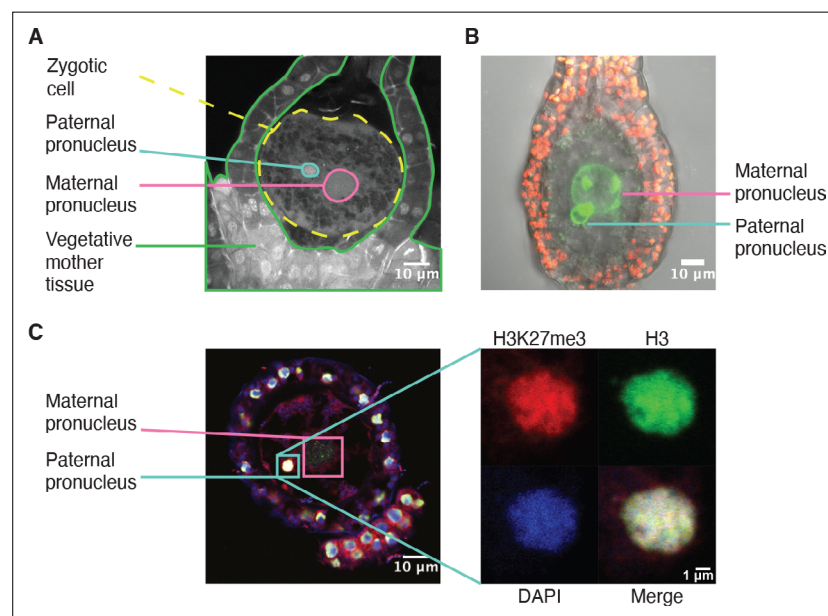 A
Zygotic
cell
Paternal
pronucleus
Maternal
pronucleus
Vegetative
mother
tissue
10 µm
B
Maternal
pronucleus
Paternal
pronucleus
10 µm
C
Maternal
pronucleus
Paternal
pronucleus
10 µm
H3K27me3
H3
DAPI
Merge
1 µm